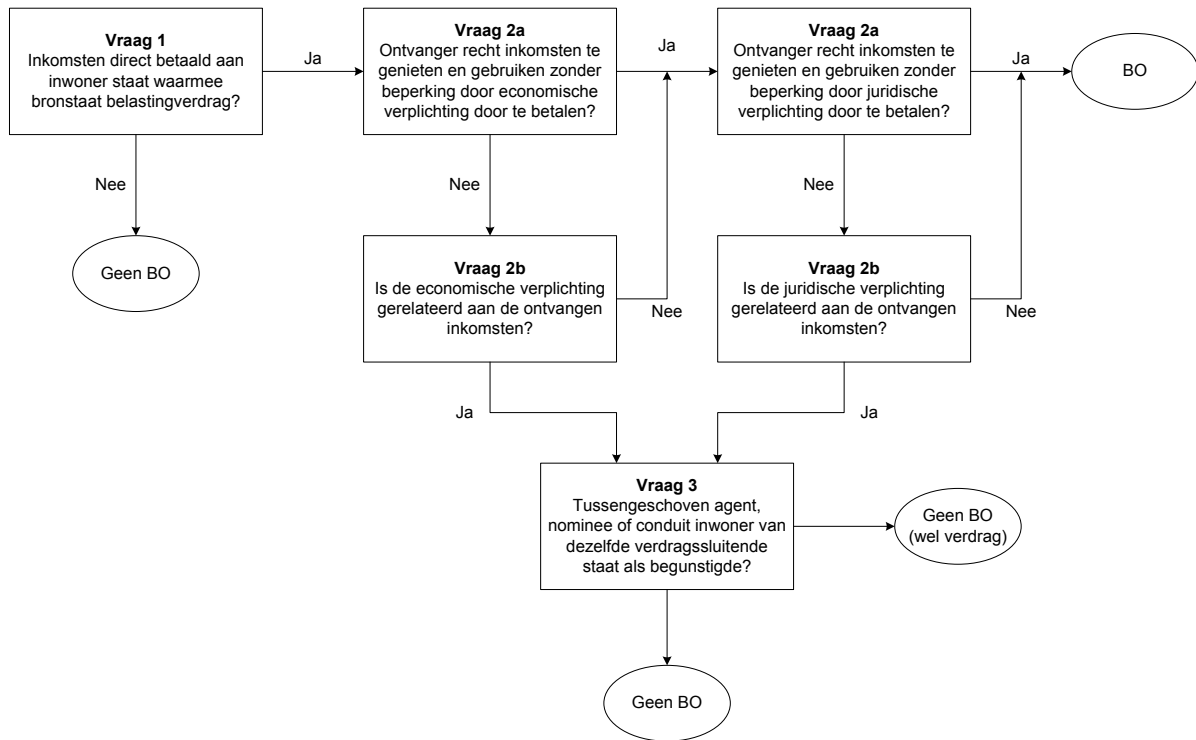 Vraag 1
Inkomsten direct betaald aan
inwoner staat waarmee
bronstaat belastingverdrag?
Ja
Vraag 2a
Ontvanger recht inkomsten te
genieten en gebruiken zonder
beperking door economische
verplichting door te betalen?
Ja
Vraag 2a
Ontvanger recht inkomsten te
genieten en gebruiken zonder
beperking door juridische
verplichting door te betalen?
Ja
BO
Nee
Nee
Nee
Geen BO
Vraag 2b
Is de economische verplichting
gerelateerd aan de ontvangen
inkomsten?
Nee
Vraag 2b
Is de juridische verplichting
gerelateerd aan de ontvangen
inkomsten?
Nee
Ja
Ja
Vraag 3
Tussengeschoven agent,
nominee of conduit inwoner van
dezelfde verdragssluitende
staat als begunstigde?
Geen BO
(wel verdrag)
Geen BO